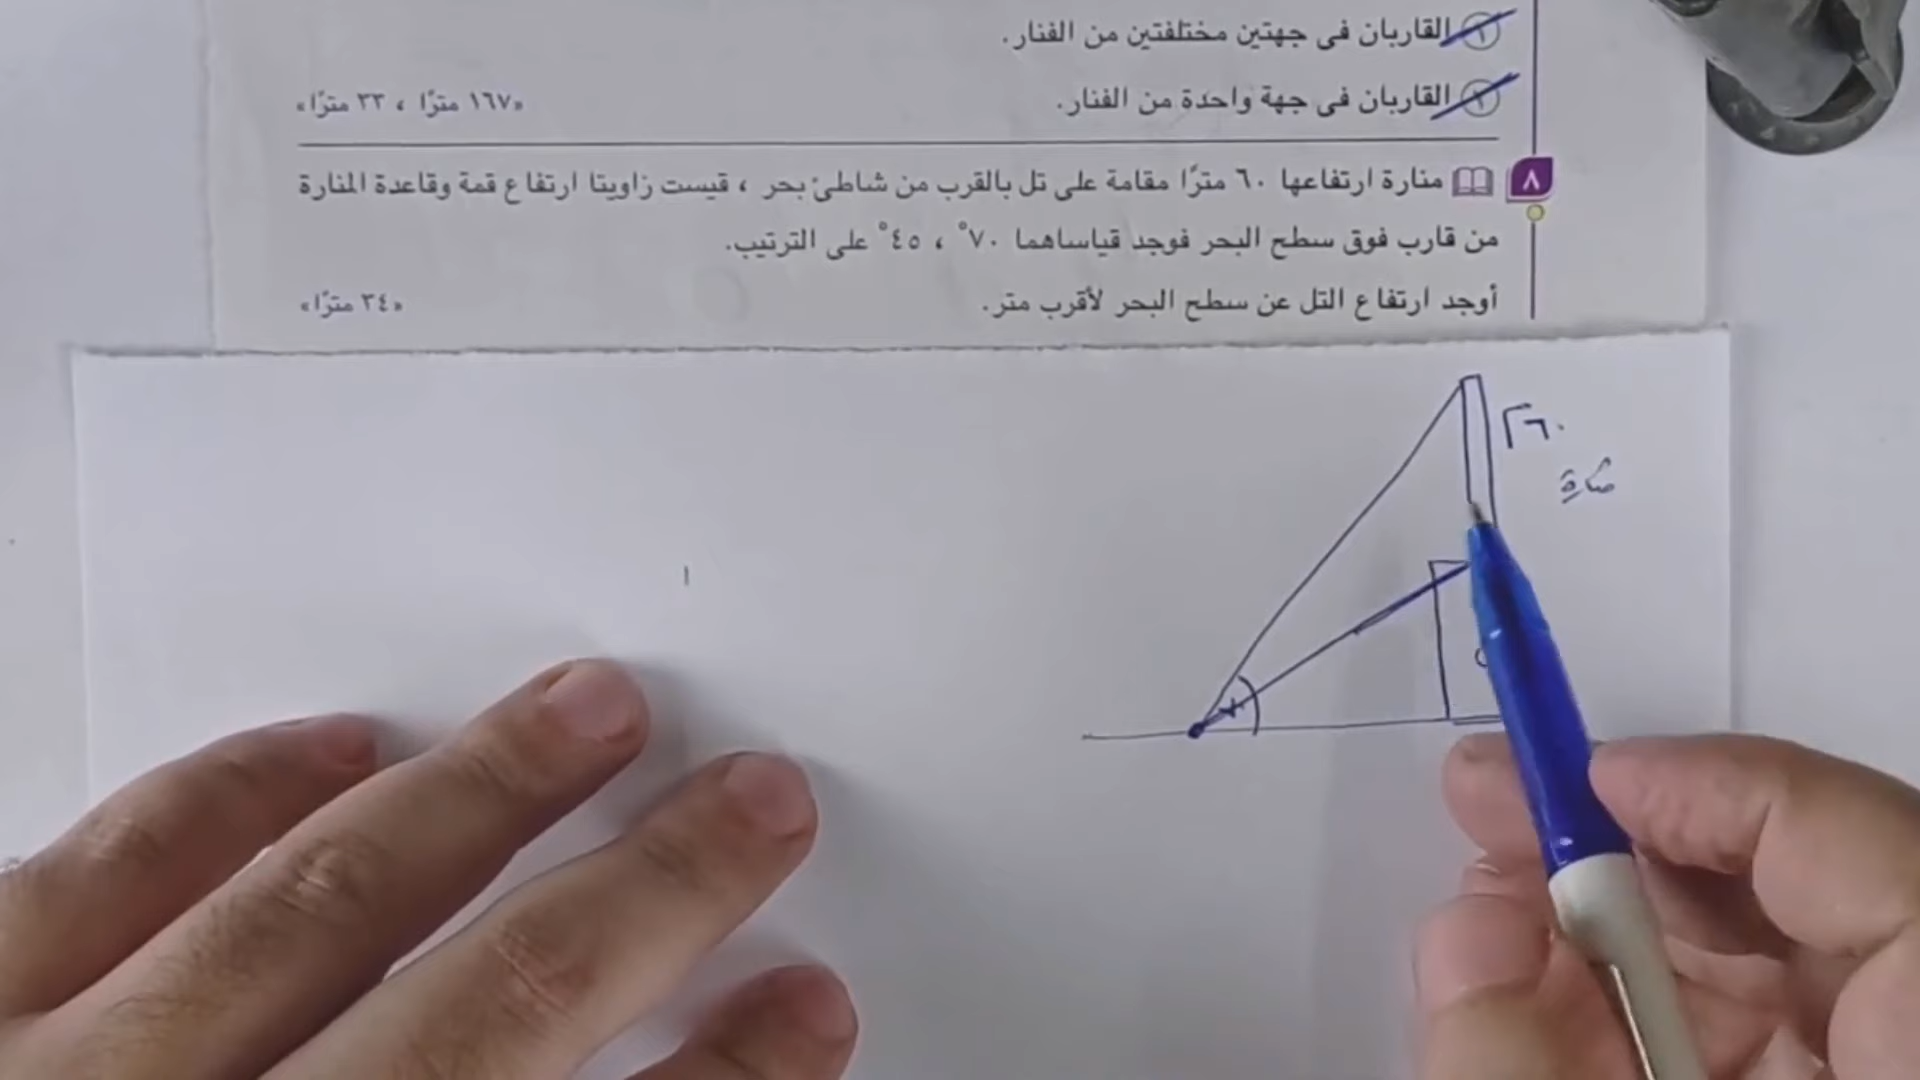 ١ القاربان فى جهتين مختلفتين من الفنار.
٢ القاربان فى جهة واحدة من الفنار.
«١٦٧ مترًا ، ٣٣ مترًا»
٨ منارة ارتفاعها ٦٠ مترًا مقامة على تل بالقرب من شاطئ بحر ، قيست زاويتا ارتفاع قمة وقاعدة المنارة
من قارب فوق سطح البحر فوجد قياساهما ٧٠° ، ٤٥° على الترتيب.
أوجد ارتفاع التل عن سطح البحر لأقرب متر.
«٣٤ مترًا»
٦٠
منارة